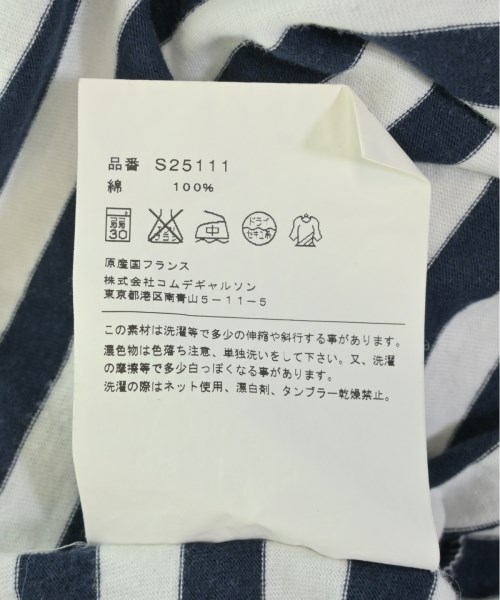 品番 S25111
綿 100%
弱 30 エンソ サラシ 中 ドライ セキユ系
原産国フランス
株式会社コムデギャルソン
東京都港区南青山5-11-5
この素材は洗濯等で多少の伸縮や斜行する事があります。
濃色物は色落ち注意、単独洗いをして下さい。又、洗濯
の摩擦等で多少白っぽくなる事があります。
洗濯の際はネット使用、漂白剤、タンブラー乾燥禁止。